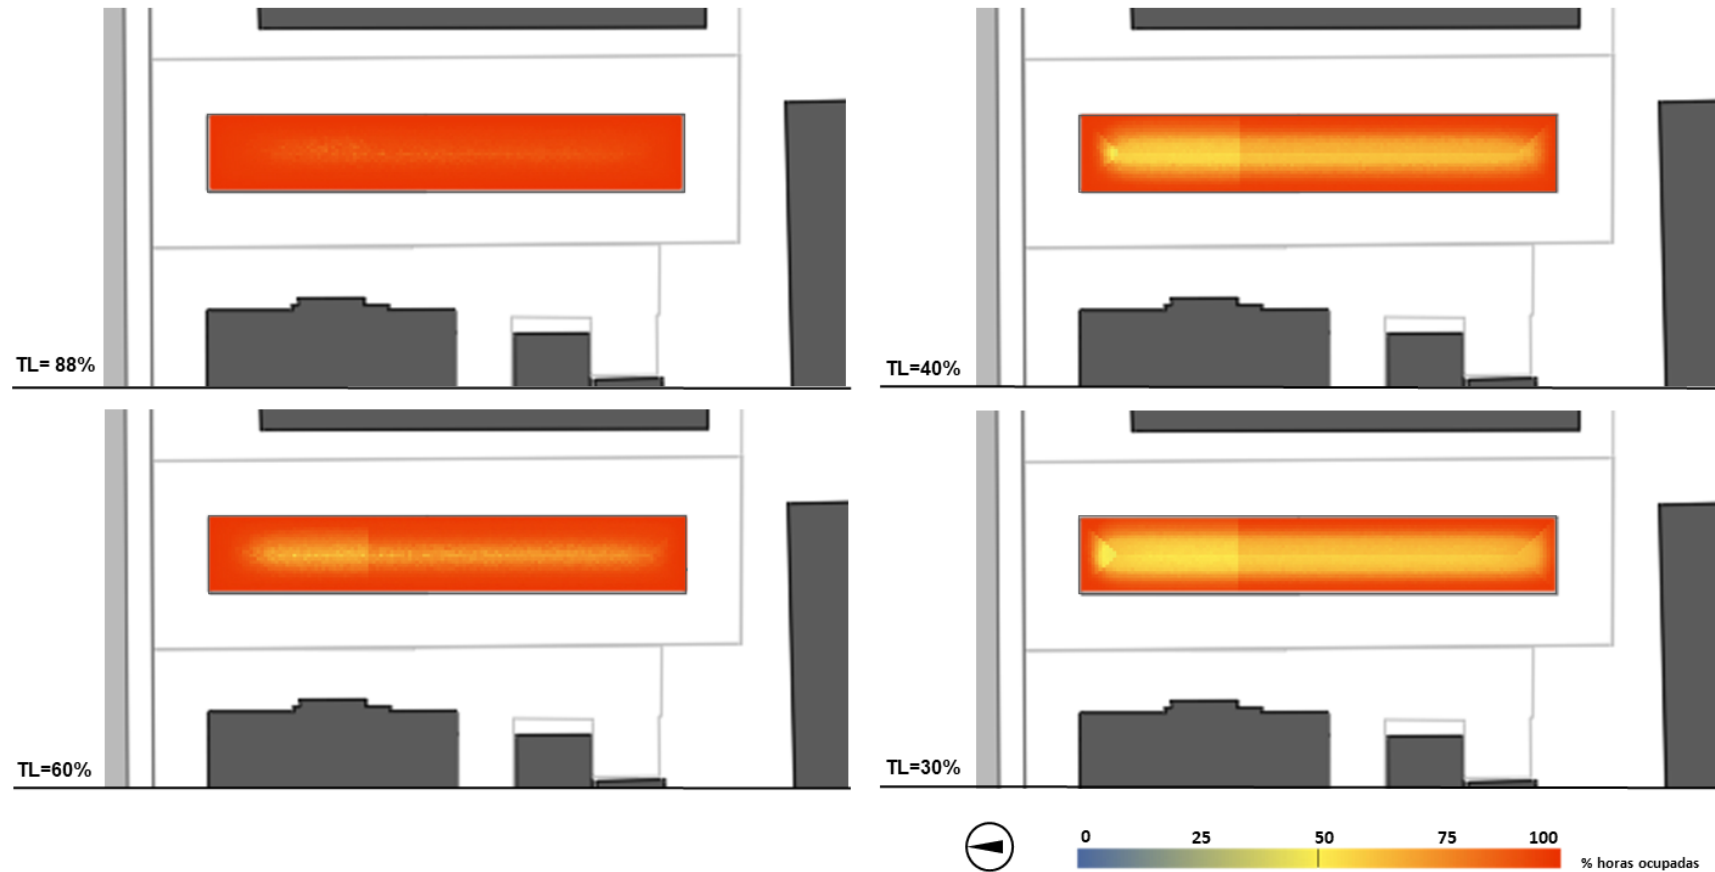 TL= 88%
TL=40%
TL=60%
TL=30%
0 25 50 75 100
% horas ocupadas